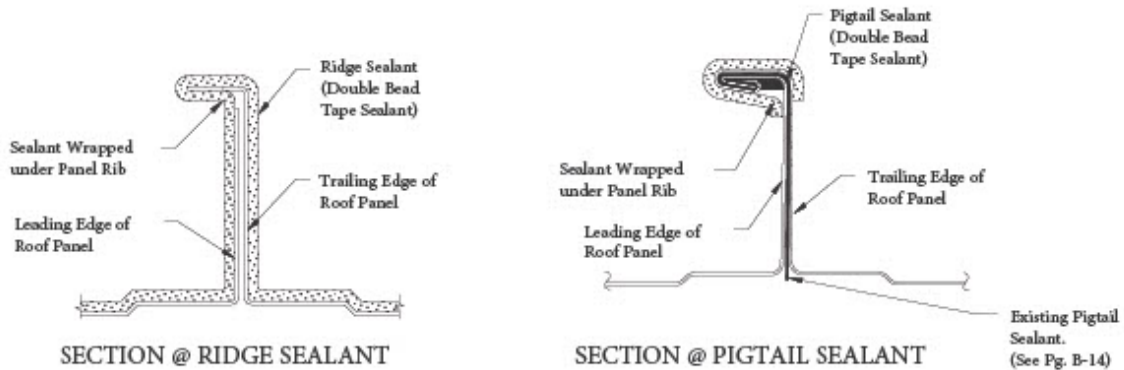 Ridge Sealant
(Double Bead
Tape Sealant)
Sealant Wrapped
under Panel Rib
Trailing Edge of
Roof Panel
Leading Edge of
Roof Panel
SECTION @ RIDGE SEALANT
Pigtail Sealant
(Double Bead
Tape Sealant)
Sealant Wrapped
under Panel Rib
Trailing Edge of
Roof Panel
Leading Edge of
Roof Panel
Existing Pigtail
Sealant.
(See Pg. B-14)
SECTION @ PIGTAIL SEALANT